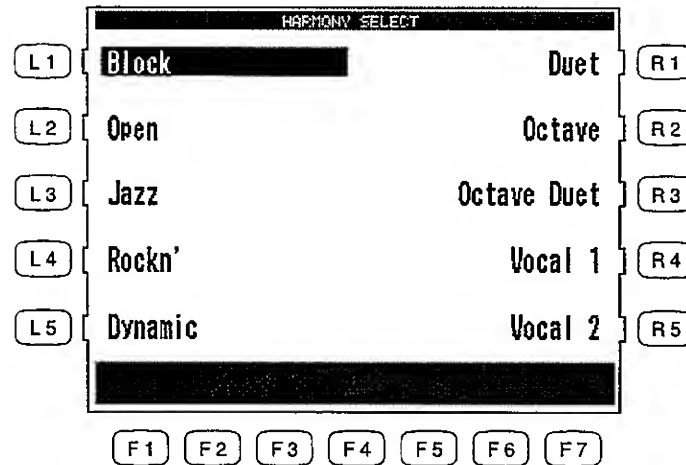 HARMONY SELECT
L1 Block Duet R1
L2 Open Octave R2
L3 Jazz Octave Duet R3
L4 Rockn' Vocal 1 R4
L5 Dynamic Vocal 2 R5
F1 F2 F3 F4 F5 F6 F7